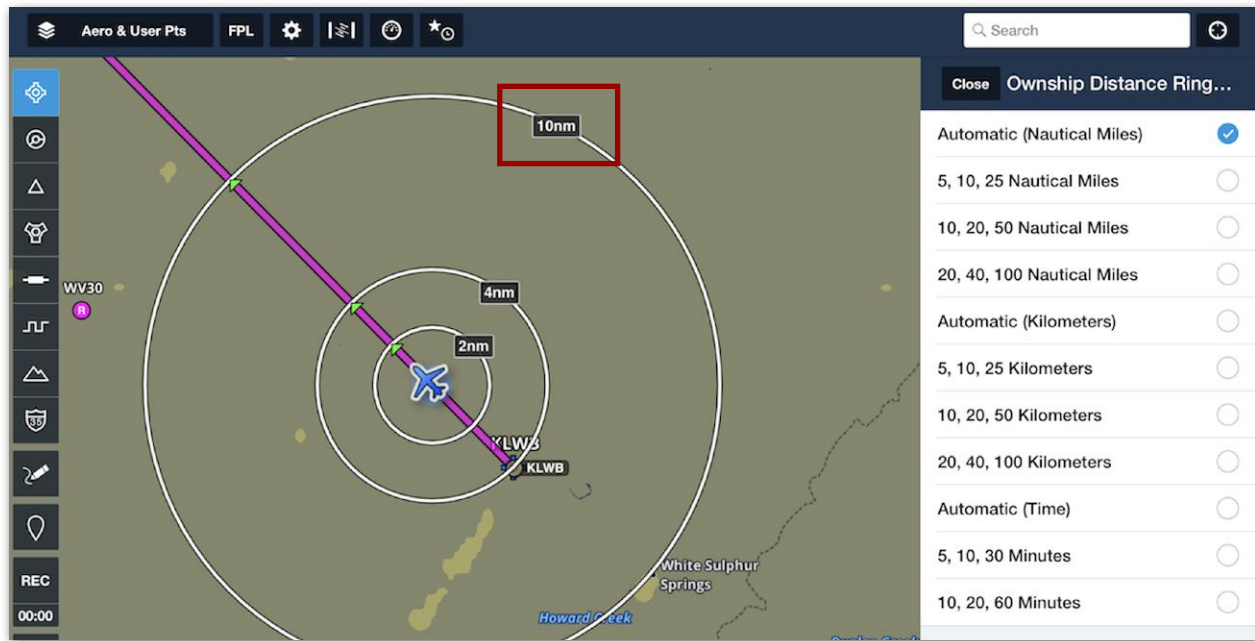 Aero & User Pts
FPL
Search
Close
Ownship Distance Ring...
10nm
4nm
2nm
WV30
R
KLWB
KLWB
White Sulphur
Springs
Howard Creek
35
REC
00:00
Automatic (Nautical Miles)
5, 10, 25 Nautical Miles
10, 20, 50 Nautical Miles
20, 40, 100 Nautical Miles
Automatic (Kilometers)
5, 10, 25 Kilometers
10, 20, 50 Kilometers
20, 40, 100 Kilometers
Automatic (Time)
5, 10, 30 Minutes
10, 20, 60 Minutes